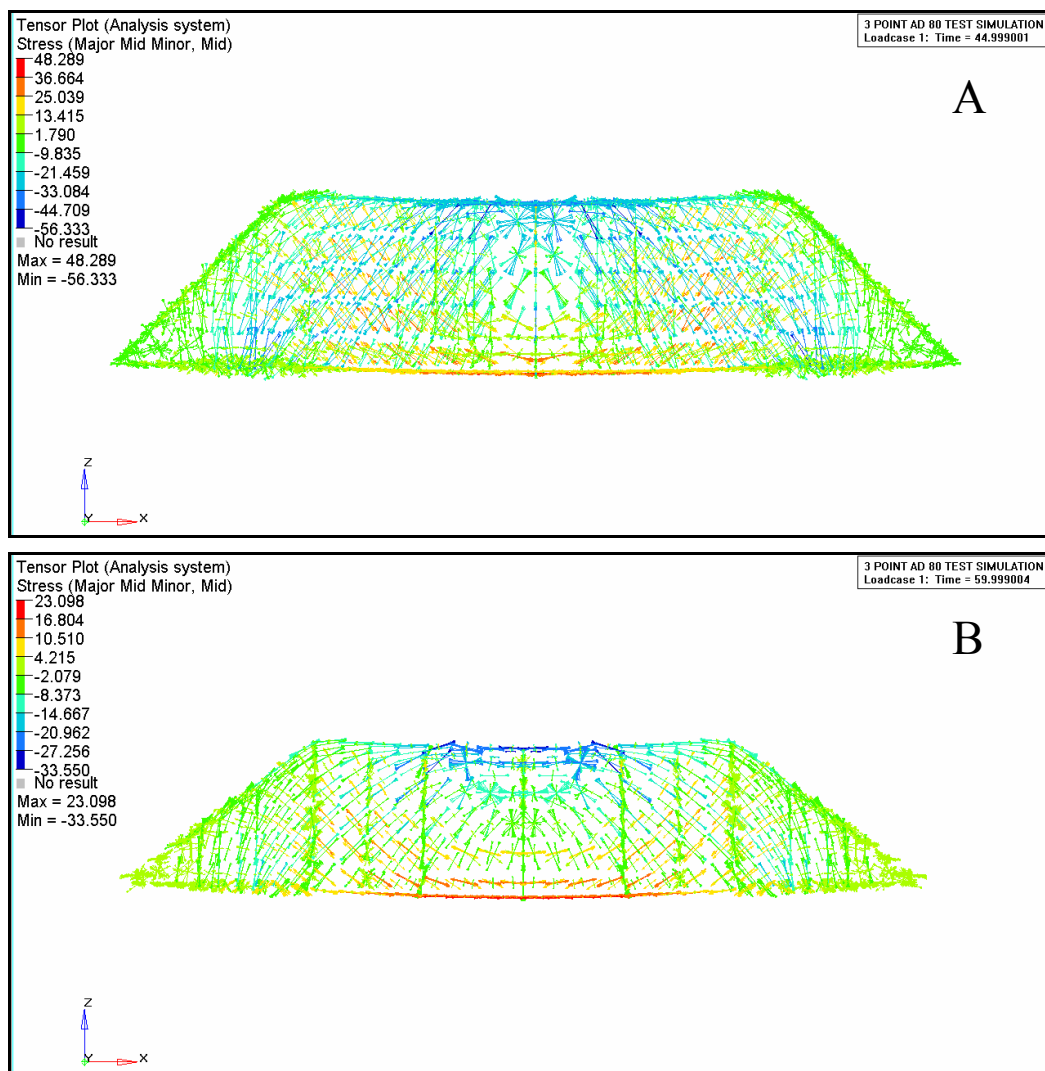 Tensor Plot (Analysis system)
Stress (Major Mid Minor, Mid)
48.289
36.664
25.039
13.415
1.790
-9.835
-21.459
-33.084
-44.709
-56.333
No result
Max = 48.289
Min = -56.333
3 POINT AD 80 TEST SIMULATION
Loadcase 1: Time = 44.999001
A
Z
Y
X
Tensor Plot (Analysis system)
Stress (Major Mid Minor, Mid)
23.098
16.804
10.510
4.215
-2.079
-8.373
-14.667
-20.962
-27.256
-33.550
No result
Max = 23.098
Min = -33.550
3 POINT AD 80 TEST SIMULATION
Loadcase 1: Time = 59.999004
B
Z
Y
X